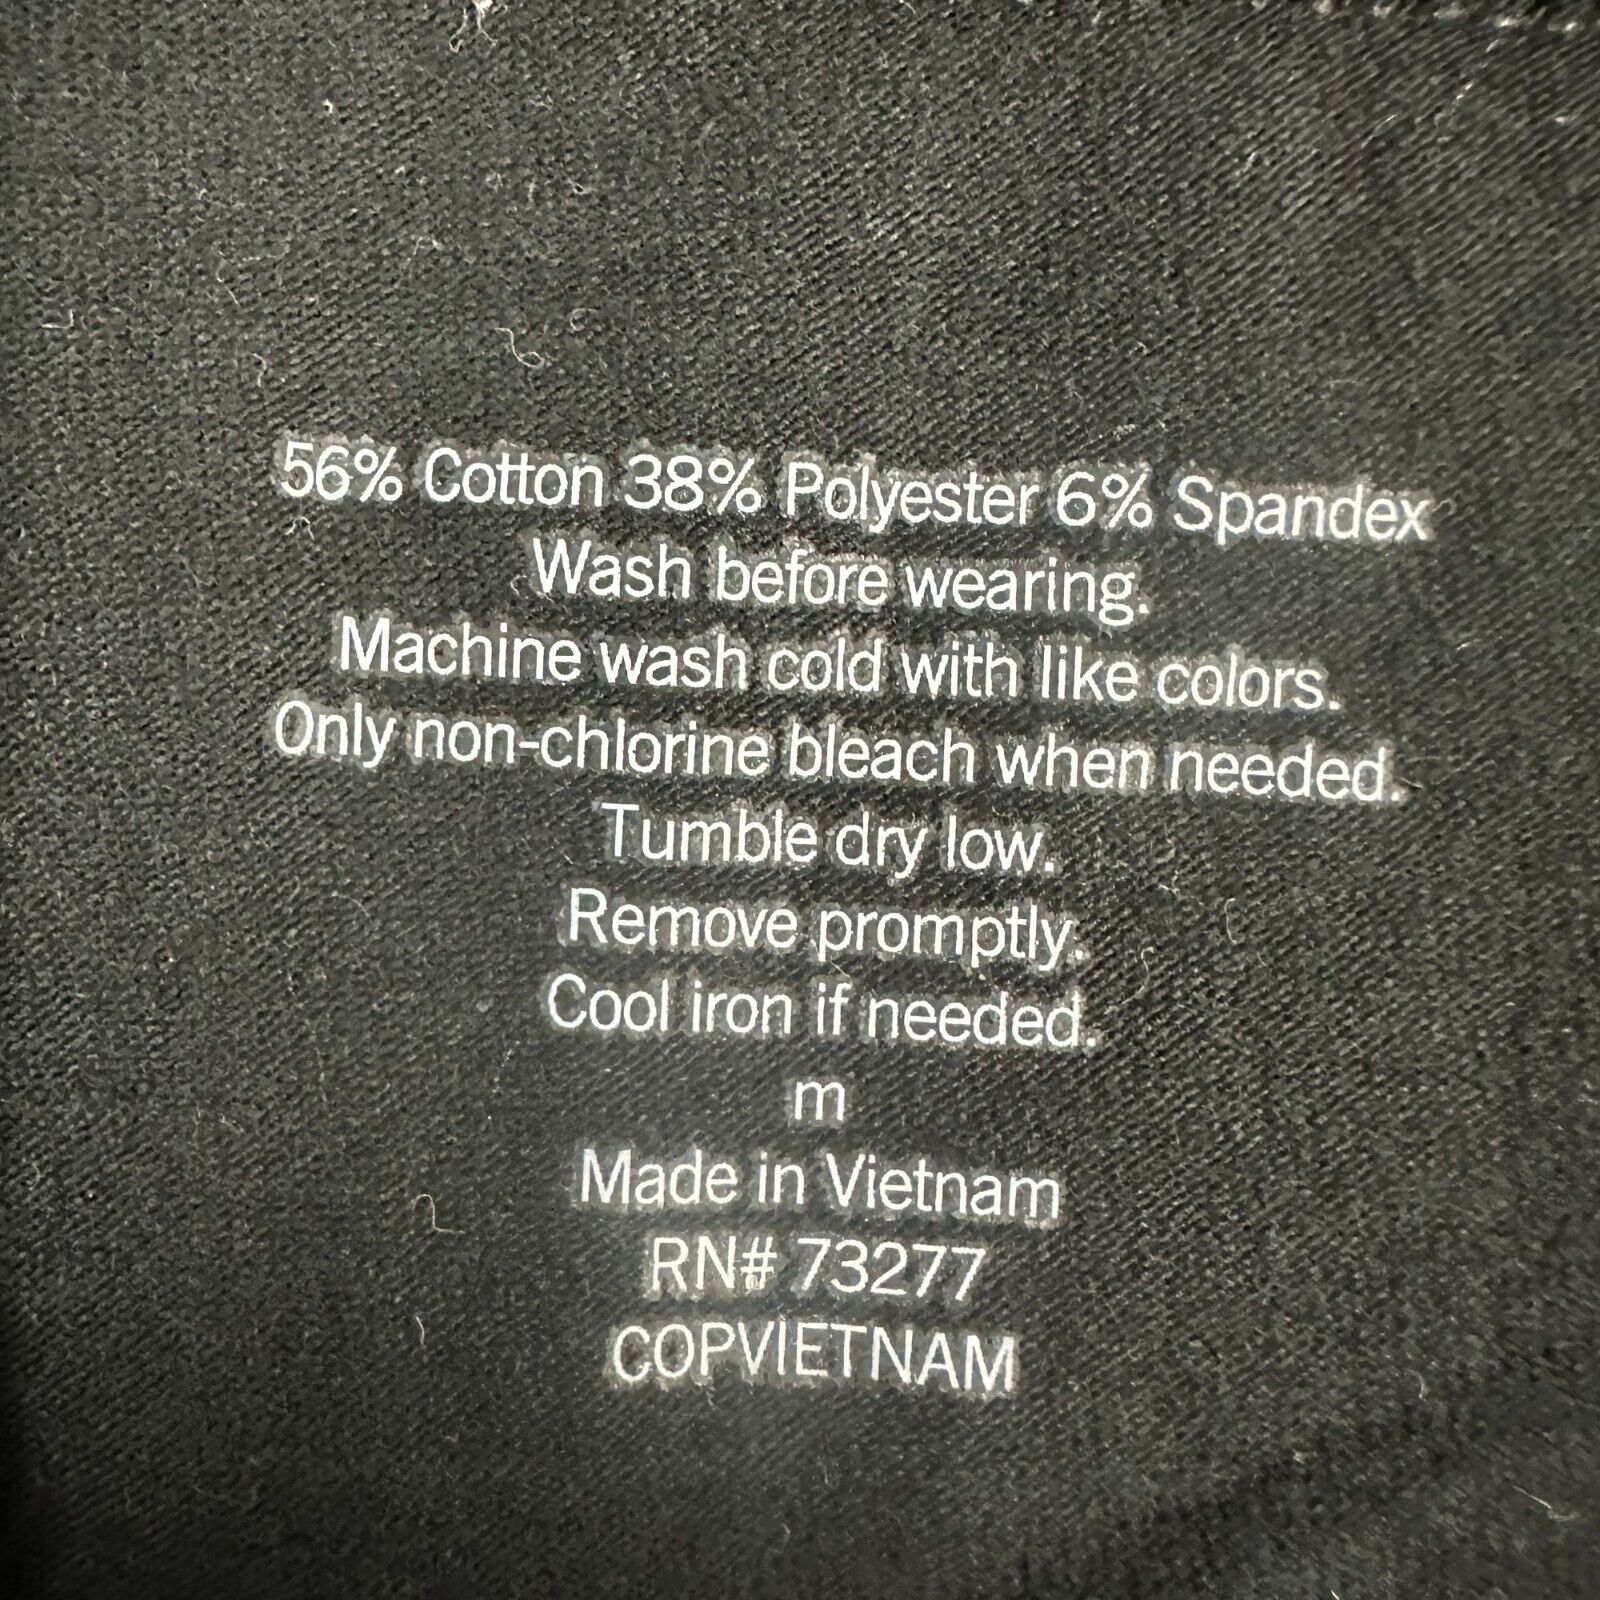 56% Cotton 38% Polyester 6% Spandex
Wash before wearing.
Machine wash cold with like colors.
Only non-chlorine bleach when needed.
Tumble dry low.
Remove promptly.
Cool iron if needed.
m
Made in Vietnam
RN# 73277
COPVIETNAM